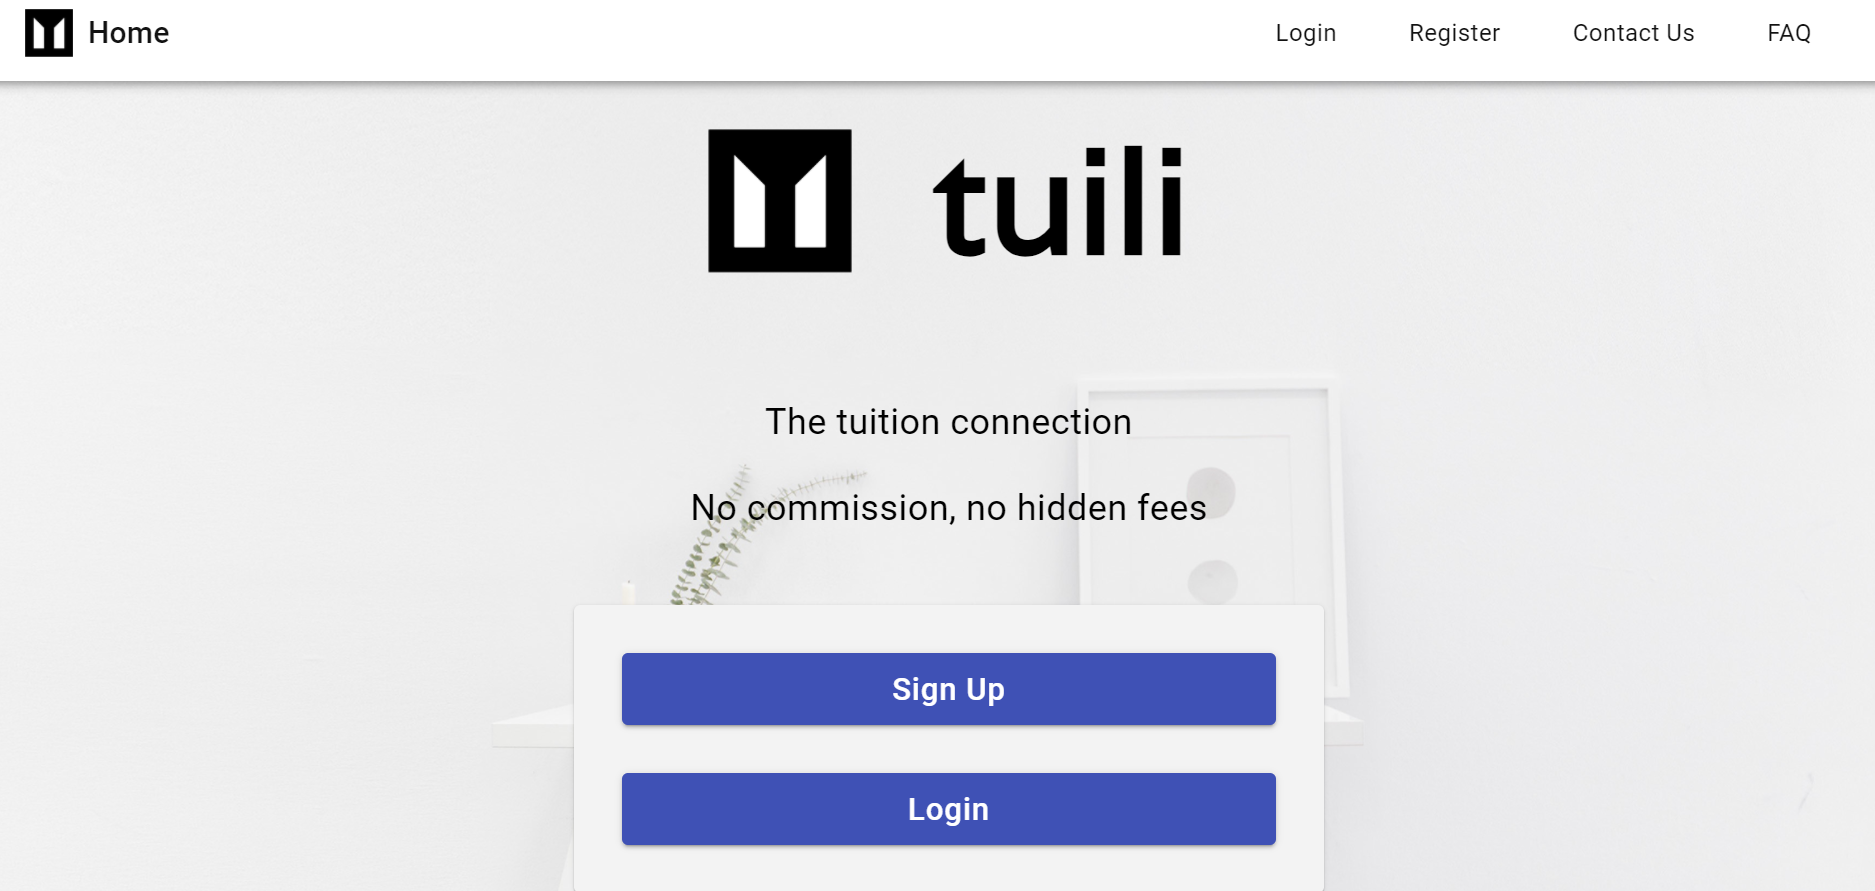 Home
Login
Register
Contact Us
FAQ
tuili
The tuition connection
No commission, no hidden fees
Sign Up
Login